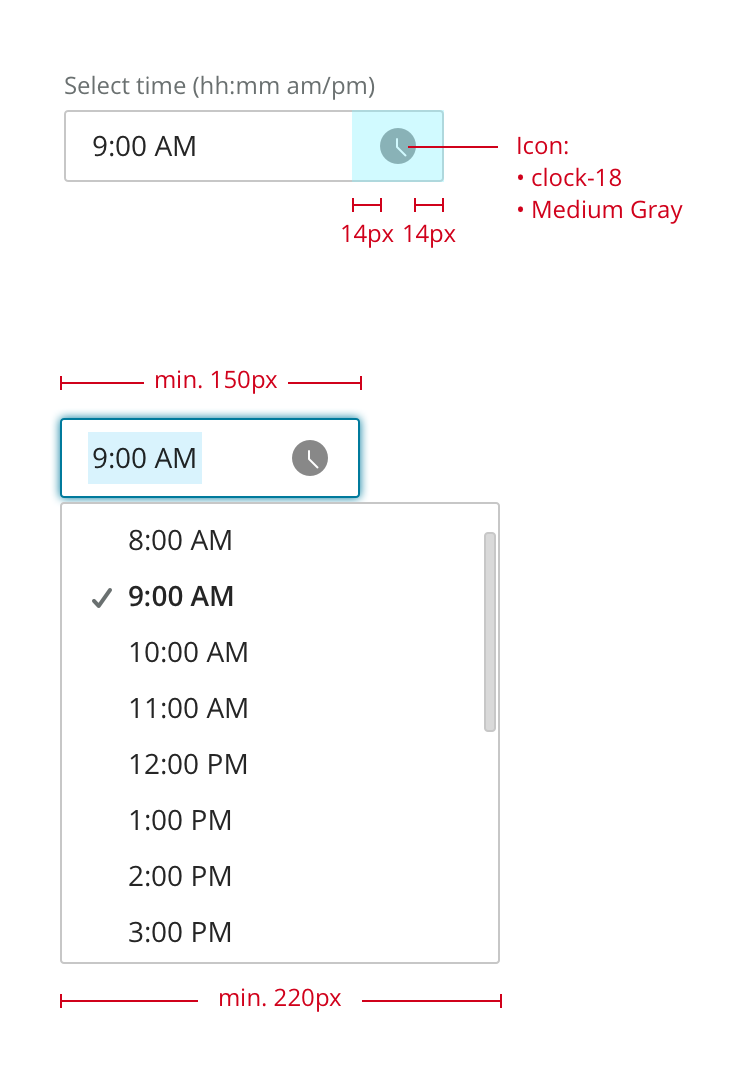 Select time (hh:mm am/pm)
9:00 AM
Icon:
• clock-18
• Medium Gray
14px 14px
min. 150px
9:00 AM
8:00 AM
9:00 AM
10:00 AM
11:00 AM
12:00 PM
1:00 PM
2:00 PM
3:00 PM
min. 220px